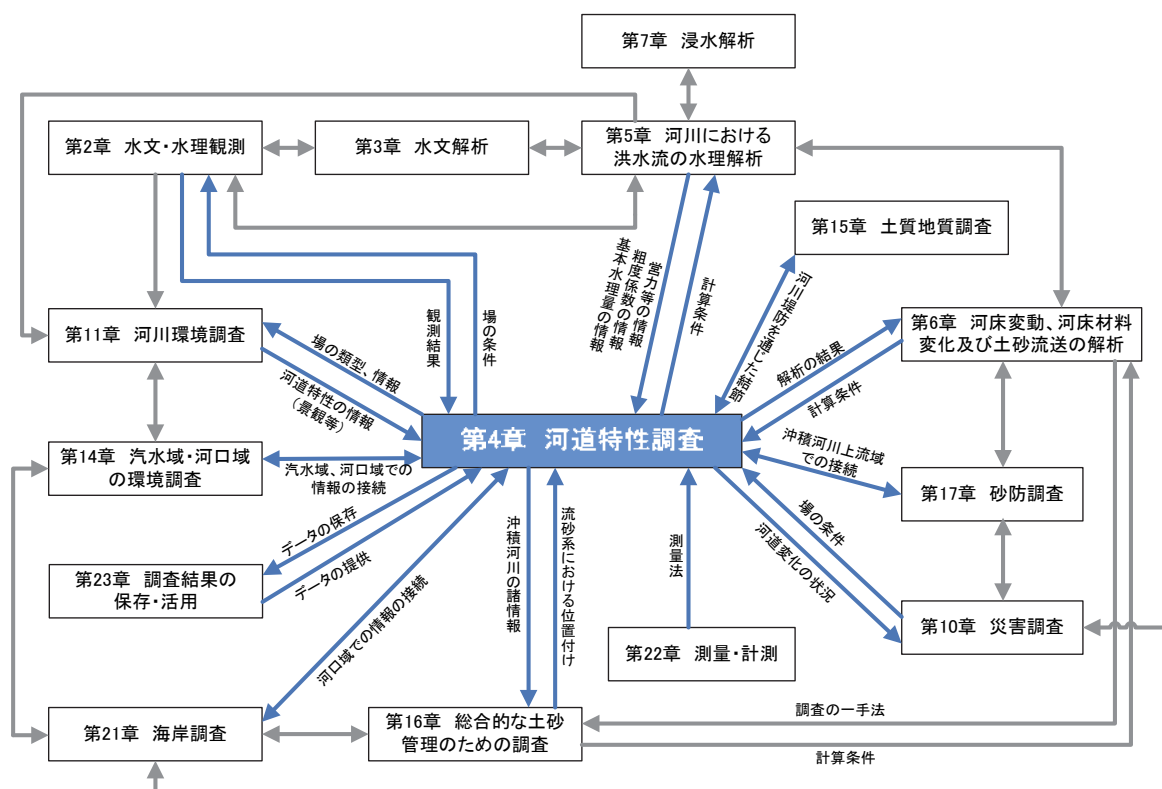 第7章 浸水解析
第2章 水文・水理観測
第3章 水文解析
第5章 河川における
洪水流の水理解析
第15章 土質地質調査
基本水理量の情報
粗度係数の情報
営力等の情報
計算条件
河川堤防を通じた結節
観測結果
場の条件
第11章 河川環境調査
場の類型、情報
河道特性の情報
（景観等）
第6章 河床変動、河床材料
変化及び土砂流送の解析
解析の結果
計算条件
第4章 河道特性調査
第14章 汽水域・河口域
の環境調査
汽水域、河口域での
情報の接続
沖積河川上流域
での接続
第17章 砂防調査
データの保存
データの提供
第23章 調査結果の
保存・活用
河口域での情報の接続
沖積河川の諸情報
流砂系における位置付け
測量法
場の条件
河道変化の状況
第10章 災害調査
第22章 測量・計測
第21章 海岸調査
第16章 総合的な土砂
管理のための調査
調査の一手法
計算条件